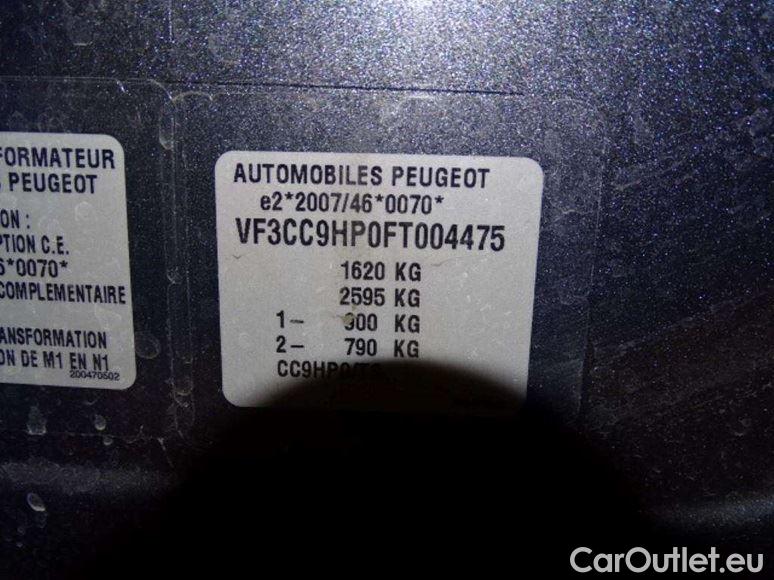 FORMATEUR
PEUGEOT
ON :
PTION C.E.
6*0070*
COMPLEMENTAIRE
ANSFORMATION
ON DE M1 EN N1
200470502
AUTOMOBILES PEUGEOT
e2*2007/46*0070*
VF3CC9HP0FT004475
1620 KG
2595 KG
1- 900 KG
2- 790 KG
CarOutlet.eu